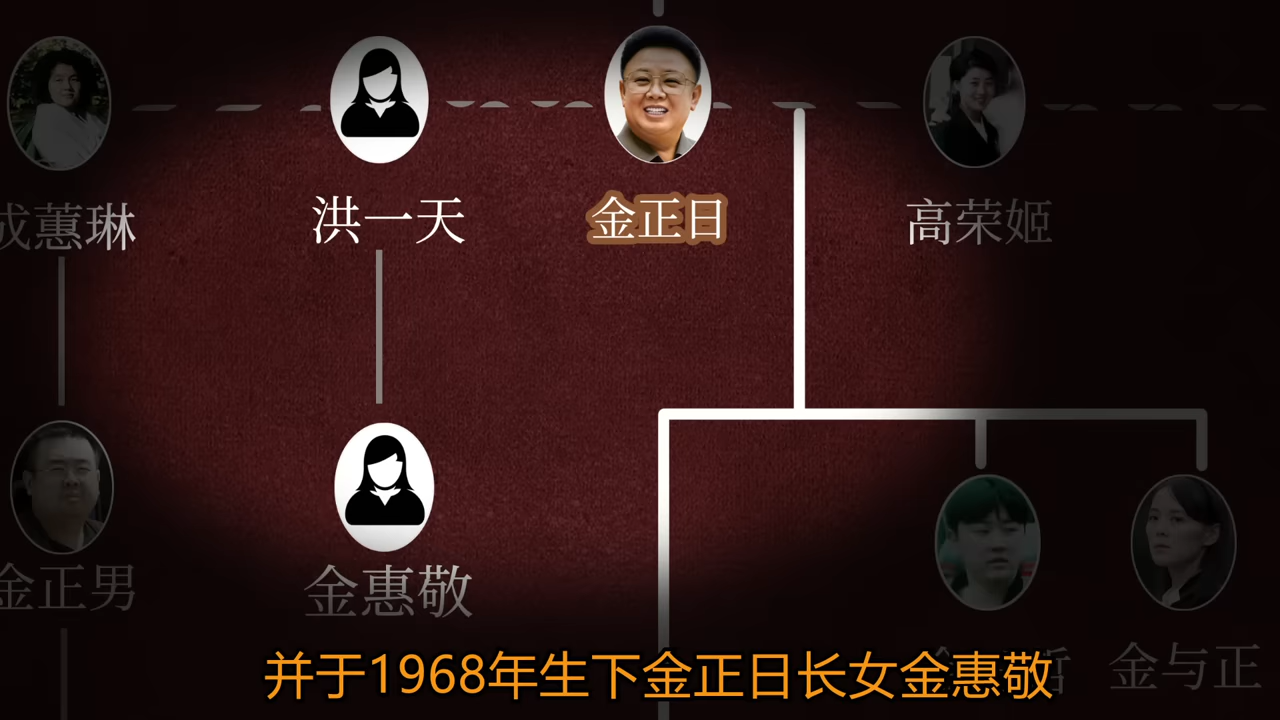 成蕙琳
洪一天
金正日
高荣姬
金正男
金惠敬
金与正
并于1968年生下金正日长女金惠敬